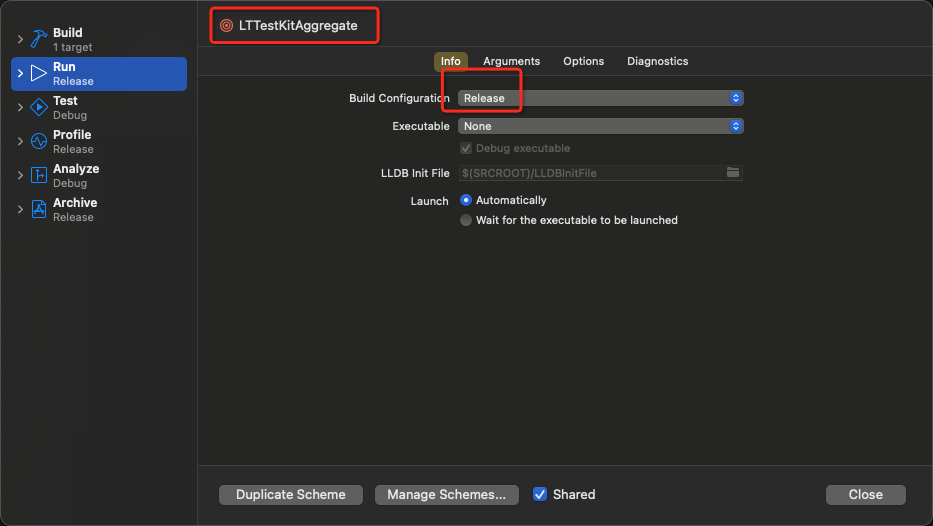 LTTestKitAggregate
Build
1 target
Run
Release
Test
Debug
Profile
Release
Analyze
Debug
Archive
Release
Info Arguments Options Diagnostics
Build Configuration Release
Executable None
Debug executable
LLDB Init File $(SRCROOT)/LLDBInitFile
Launch Automatically
Wait for the executable to be launched
Duplicate Scheme Manage Schemes... Shared Close